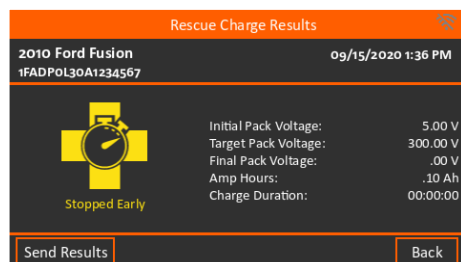 Rescue Charge Results
2010 Ford Fusion
09/15/2020 1:36 PM
1FADP0L30A1234567
Initial Pack Voltage: 5.00 V
Target Pack Voltage: 300.00 V
Final Pack Voltage: .00 V
Amp Hours: .10 Ah
Charge Duration: 00:00:00
Stopped Early
Send Results
Back